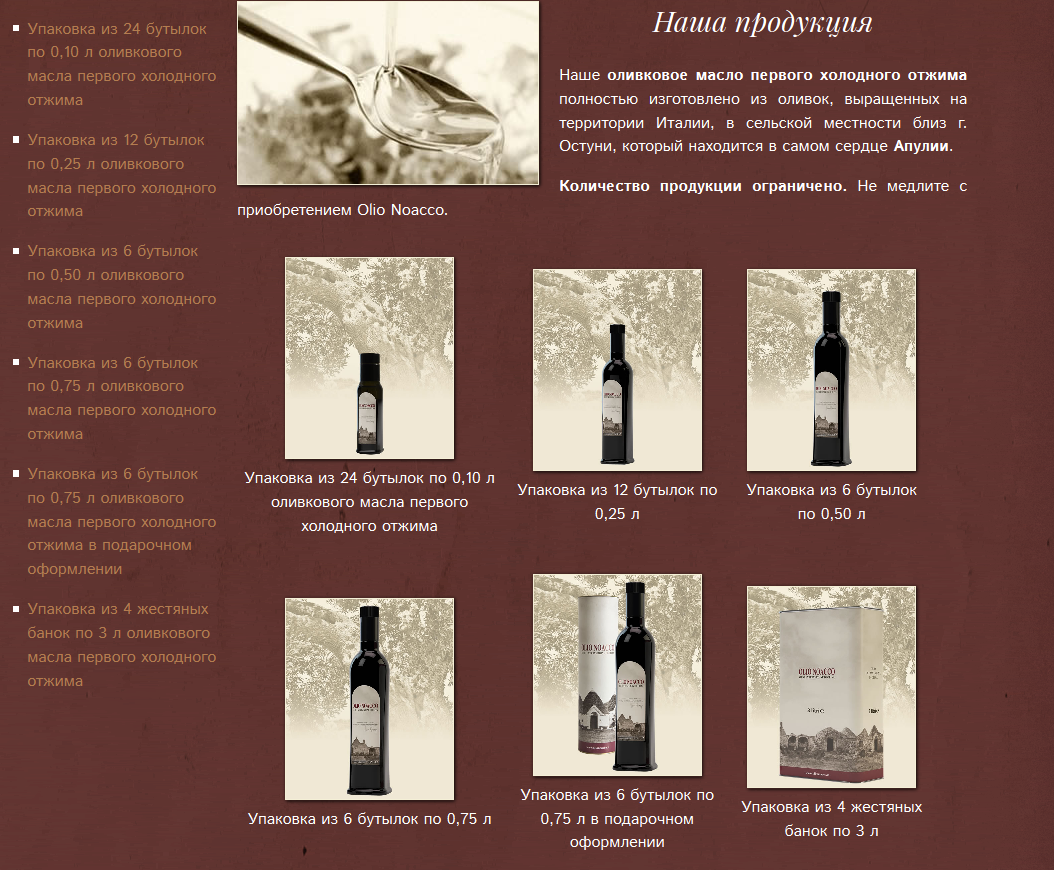 Упаковка из 24 бутылок
по 0,10 л оливкового
масла первого холодного
отжима
Упаковка из 12 бутылок
по 0,25 л оливкового
масла первого холодного
отжима
Упаковка из 6 бутылок
по 0,50 л оливкового
масла первого холодного
отжима
Упаковка из 6 бутылок
по 0,75 л оливкового
масла первого холодного
отжима
Упаковка из 6 бутылок
по 0,75 л оливкового
масла первого холодного
отжима в подарочном
оформлении
Упаковка из 4 жестяных
банок по 3 л оливкового
масла первого холодного
отжима
Наша продукция
Наше оливковое масло первого холодного отжима
полностью изготовлено из оливок, выращенных на
территории Италии, в сельской местности близ г.
Остуни, который находится в самом сердце Апулии.
Количество продукции ограничено. Не медлите с
приобретением Olio Noacco.
Упаковка из 24 бутылок по 0,10 л
оливкового масла первого
холодного отжима
Упаковка из 12 бутылок по
0,25 л
Упаковка из 6 бутылок
по 0,50 л
OLIO NOACCO
Упаковка из 6 бутылок по 0,75 л
OLIO NOACCO
OLIO NOACCO
Упаковка из 6 бутылок по
0,75 л в подарочном
оформлении
OLIO NOACCO
Упаковка из 4 жестяных
банок по 3 л